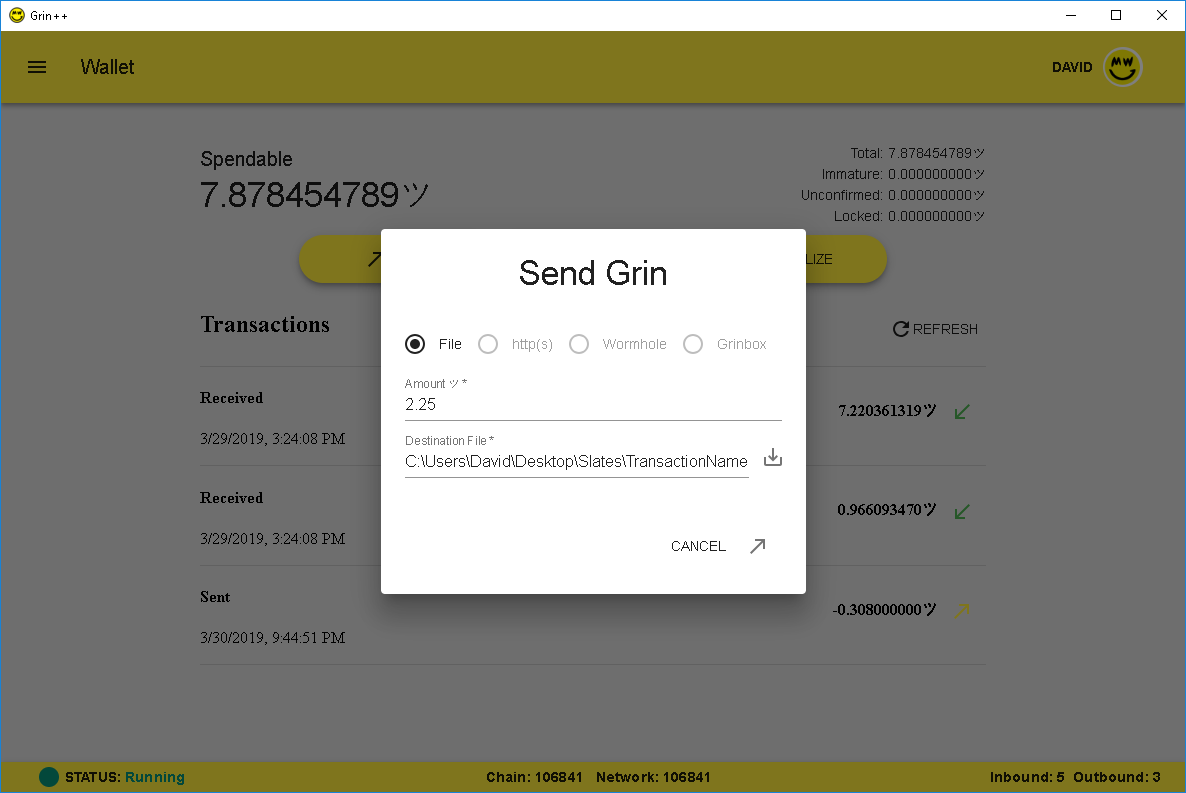 Grin++
Wallet
DAVID
MW
Spendable
7.878454789ツ
Total: 7.878454789ツ
Immature: 0.000000000ツ
Unconfirmed: 0.000000000ツ
Locked: 0.000000000ツ
LIZE
Send Grin
File http(s) Wormhole Grinbox
Amount ツ *
2.25
Destination File *
C:\Users\David\Desktop\Slates\TransactionName
CANCEL
Transactions
REFRESH
Received
7.220361319ツ
3/29/2019, 3:24:08 PM
Received
0.966093470ツ
3/29/2019, 3:24:08 PM
Sent
-0.308000000ツ
3/30/2019, 9:44:51 PM
STATUS: Running
Chain: 106841 Network: 106841
Inbound: 5 Outbound: 3